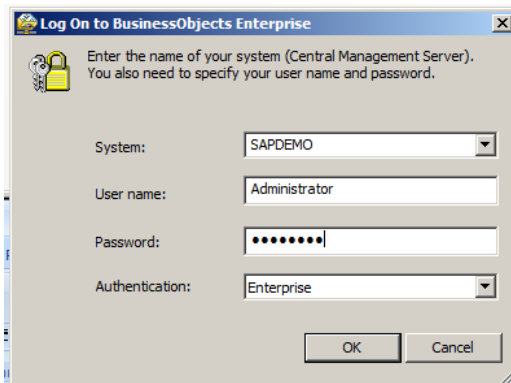 Log On to BusinessObjects Enterprise
Enter the name of your system (Central Management Server).
You also need to specify your user name and password.
System: SAPDEMO
User name: Administrator
Password: ●●●●●●●●
Authentication: Enterprise
OK Cancel